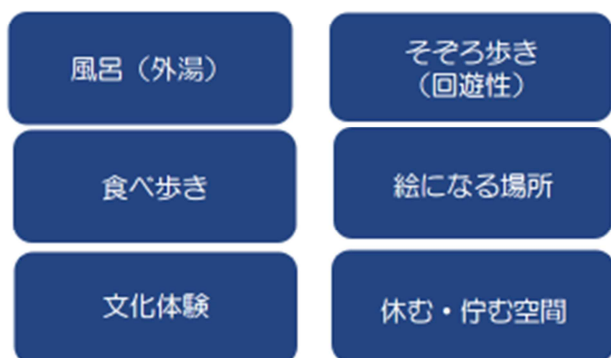 風呂（外湯）
そぞろ歩き
（回遊性）
食べ歩き
絵になる場所
文化体験
休む・佇む空間